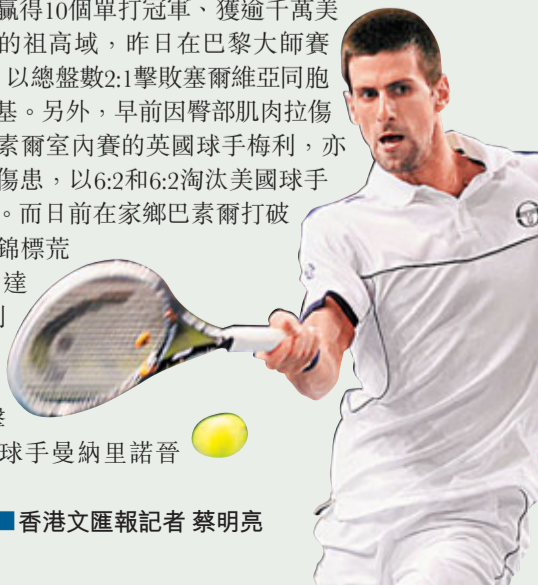 贏得10個單打冠軍、獲逾千萬美
的祖高域，昨日在巴黎大師賽
以總盤數2:1擊敗塞爾維亞同胞
基。另外，早前因臀部肌肉拉傷
素爾室內賽的英國球手梅利，亦
傷患，以6:2和6:2淘汰美國球手
。而日前在家鄉巴素爾打破
錦標荒
達
球手曼納里諾晉
■香港文匯報記者 蔡明亮